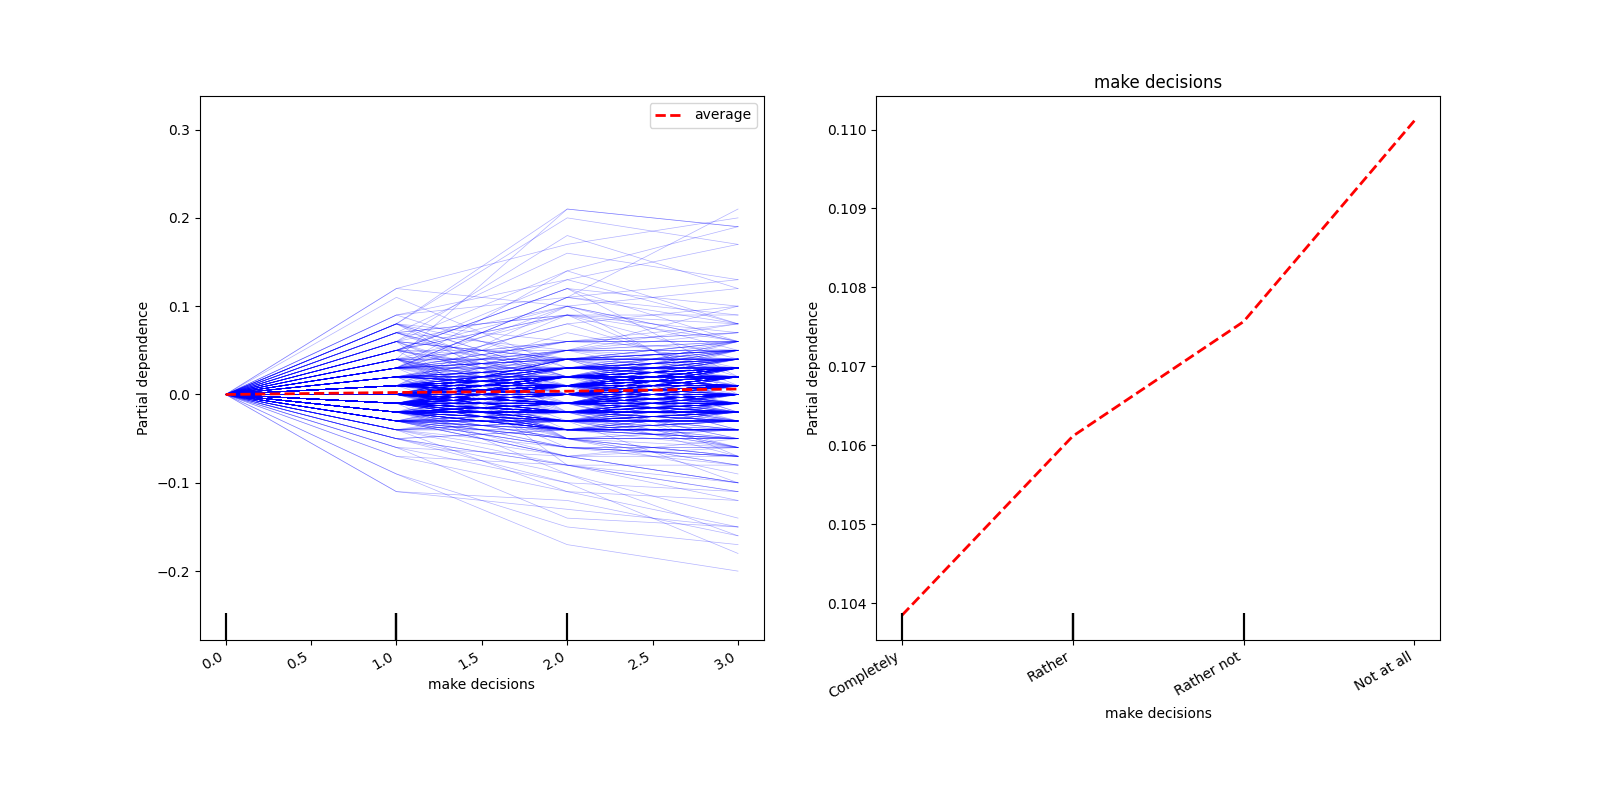 average
0.3
0.2
0.1
0.0
−0.1
−0.2
Partial dependence
0.0
0.5
1.0
1.5
2.0
2.5
3.0
make decisions
make decisions
0.110
0.109
0.108
0.107
0.106
0.105
0.104
Partial dependence
Completely
Rather
Rather not
Not at all
make decisions